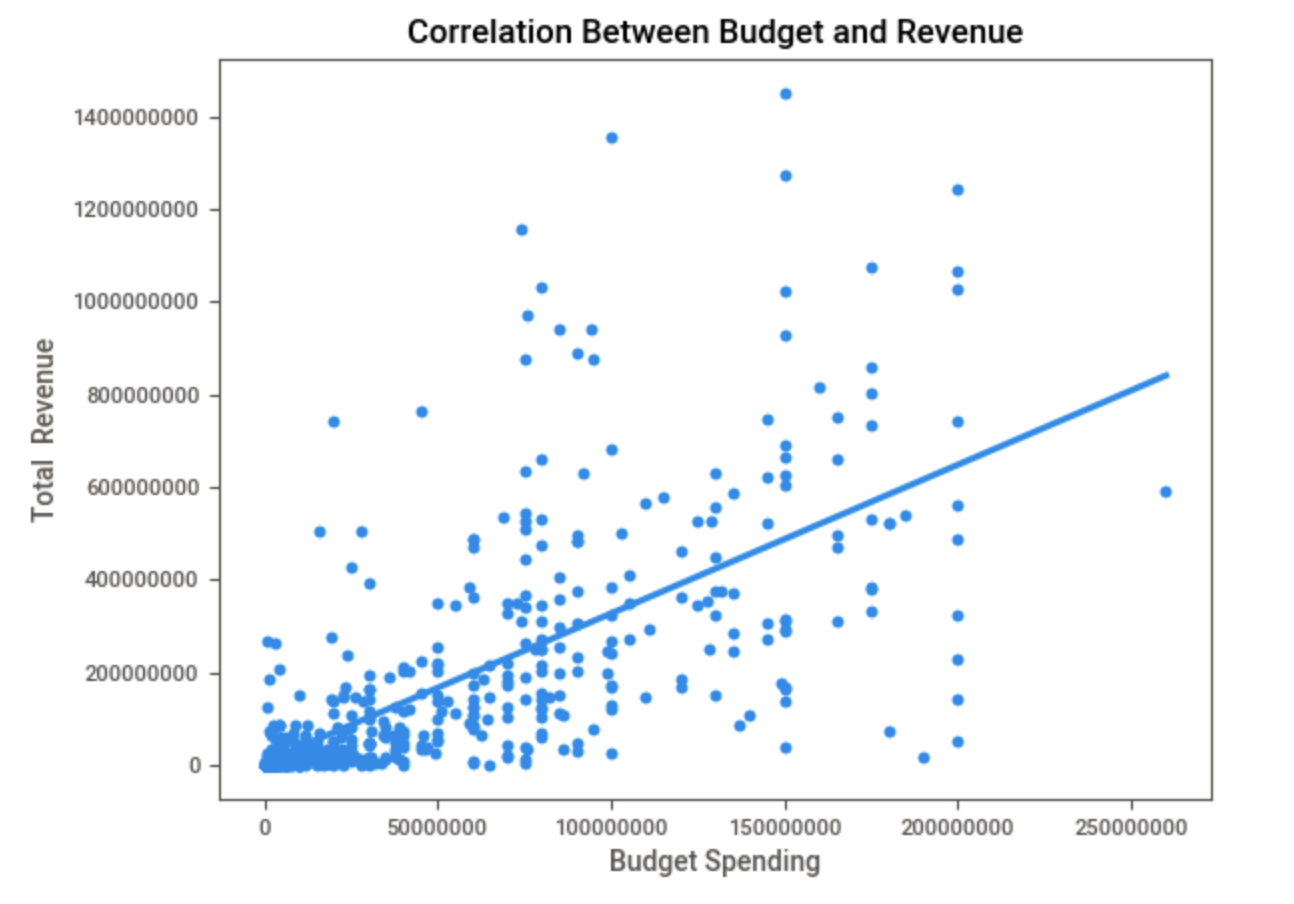 Correlation Between Budget and Revenue
Total Revenue
1400000000
1200000000
1000000000
800000000
600000000
400000000
200000000
0
0 50000000 100000000 150000000 200000000 250000000
Budget Spending